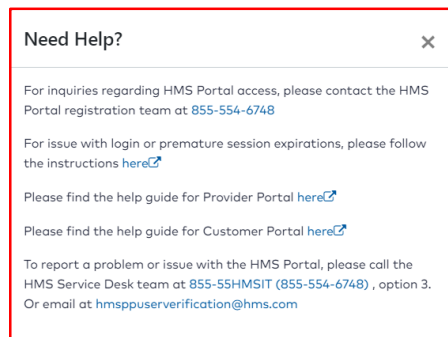 Need Help?
For inquiries regarding HMS Portal access, please contact the HMS
Portal registration team at 855-554-6748
For issue with login or premature session expirations, please follow
the instructions here
Please find the help guide for Provider Portal here
Please find the help guide for Customer Portal here
To report a problem or issue with the HMS Portal, please call the
HMS Service Desk team at 855-55HMSIT (855-554-6748) , option 3.
Or email at hmsppuserverification@hms.com